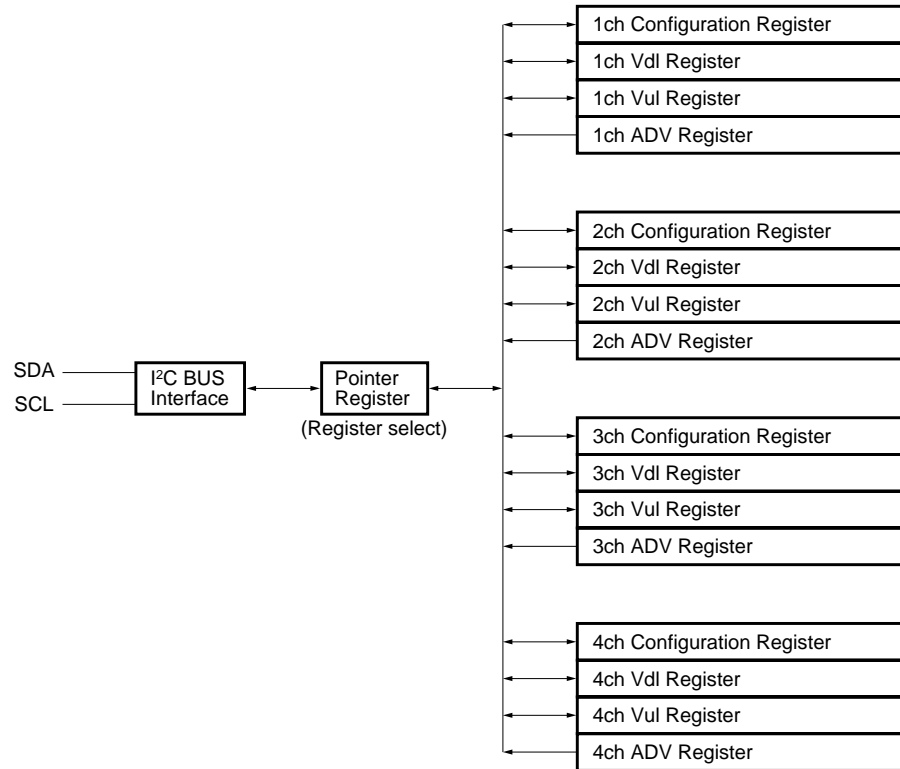 1ch Configuration Register
1ch Vdl Register
1ch Vul Register
1ch ADV Register
2ch Configuration Register
2ch Vdl Register
2ch Vul Register
2ch ADV Register
SDA
SCL
I²C BUS
Interface
Pointer
Register
(Register select)
3ch Configuration Register
3ch Vdl Register
3ch Vul Register
3ch ADV Register
4ch Configuration Register
4ch Vdl Register
4ch Vul Register
4ch ADV Register